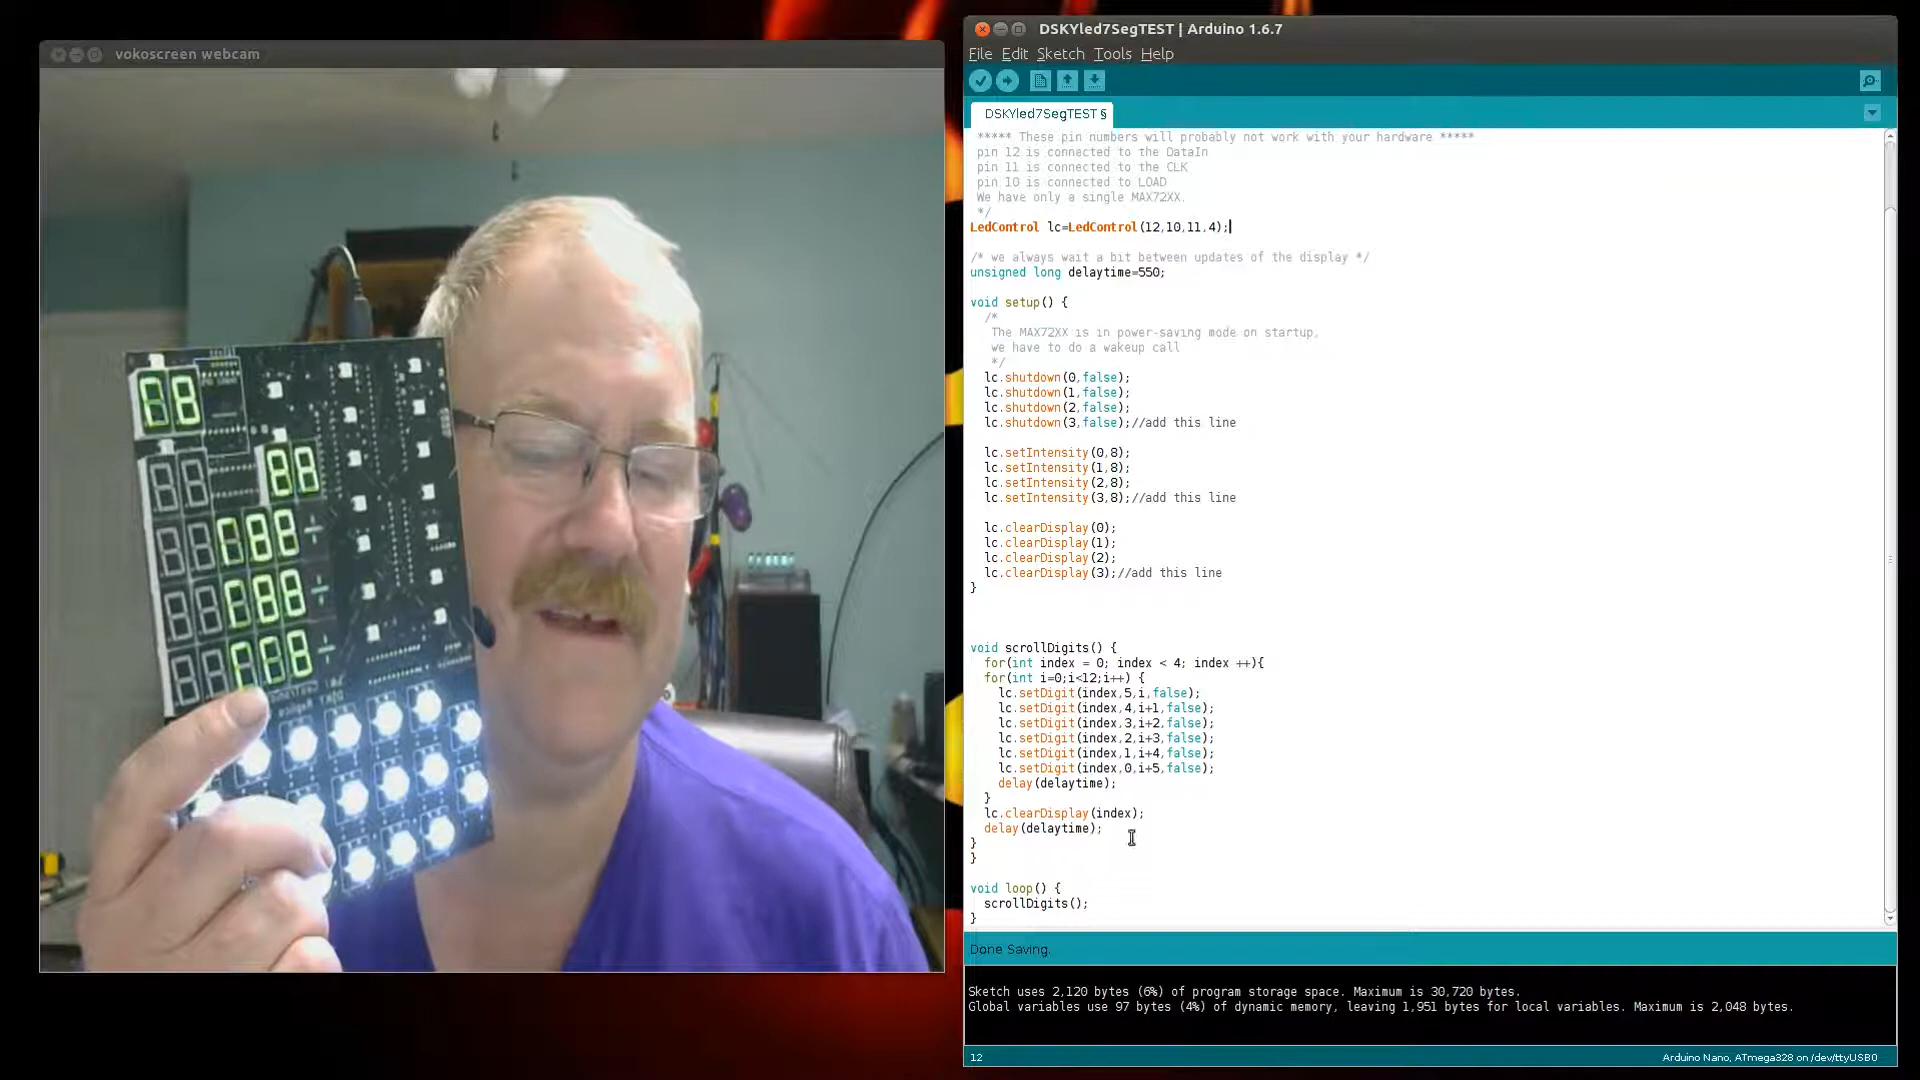 vokoscreen webcam
DSKYled7SegTEST | Arduino 1.6.7
File Edit Sketch Tools Help
DSKYled7SegTEST §
***** These pin numbers will probably not work with your hardware *****
pin 12 is connected to the DataIn
pin 11 is connected to the CLK
pin 10 is connected to LOAD
We have only a single MAX72XX.
*/
LedControl lc=LedControl(12,10,11,4);
/* we always wait a bit between updates of the display */
unsigned long delaytime=550;
void setup() {
/*
The MAX72XX is in power-saving mode on startup,
we have to do a wakeup call
*/
lc.shutdown(0,false);
lc.shutdown(1,false);
lc.shutdown(2,false);
lc.shutdown(3,false);//add this line
lc.setIntensity(0,8);
lc.setIntensity(1,8);
lc.setIntensity(2,8);
lc.setIntensity(3,8);//add this line
lc.clearDisplay(0);
lc.clearDisplay(1);
lc.clearDisplay(2);
lc.clearDisplay(3);//add this line
}
void scrollDigits() {
for(int index = 0; index < 4; index ++){
for(int i=0;i<12;i++) {
lc.setDigit(index,5,i,false);
lc.setDigit(index,4,i+1,false);
lc.setDigit(index,3,i+2,false);
lc.setDigit(index,2,i+3,false);
lc.setDigit(index,1,i+4,false);
lc.setDigit(index,0,i+5,false);
delay(delaytime);
}
lc.clearDisplay(index);
delay(delaytime);
}
}
void loop() {
scrollDigits();
}
Done Saving.
Sketch uses 2,120 bytes (6%) of program storage space. Maximum is 30,720 bytes.
Global variables use 97 bytes (4%) of dynamic memory, leaving 1,951 bytes for local variables. Maximum is 2,048 bytes.
12
Arduino Nano, ATmega328 on /dev/ttyUSB0